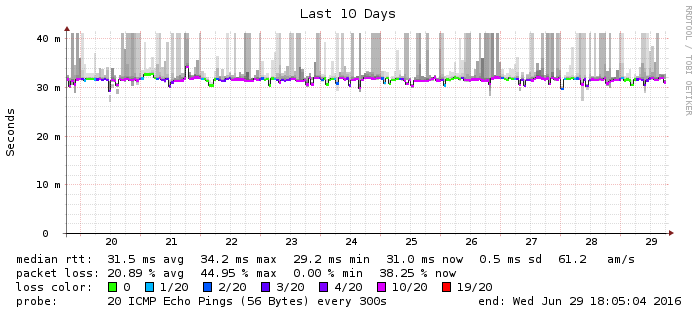 Last 10 Days
RRDTOOL / TOBI OETIKER
Seconds
40 m
30 m
20 m
10 m
0
20 21 22 23 24 25 26 27 28 29
median rtt: 31.5 ms avg 34.2 ms max 29.2 ms min 31.0 ms now 0.5 ms sd 61.2 am/s
packet loss: 20.89 % avg 44.95 % max 0.00 % min 38.25 % now
loss color: 0 1/20 2/20 3/20 4/20 10/20 19/20
probe: 20 ICMP Echo Pings (56 Bytes) every 300s end: Wed Jun 29 18:05:04 2016